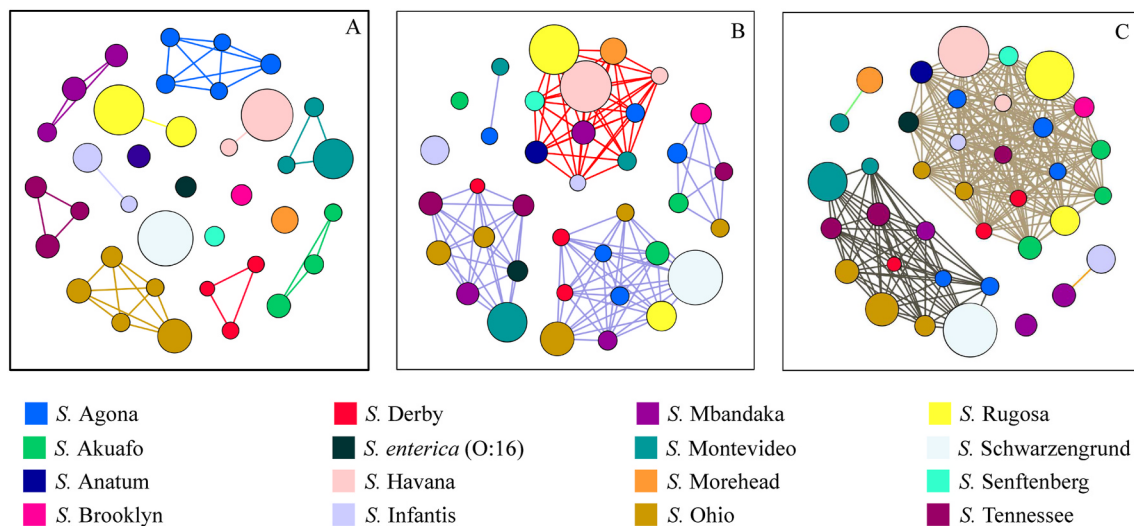 A
B
C
S. Agona
S. Derby
S. Mbandaka
S. Rugosa
S. Akuafo
S. enterica (O:16)
S. Montevideo
S. Schwarzengrund
S. Anatum
S. Havana
S. Morehead
S. Senftenberg
S. Brooklyn
S. Infantis
S. Ohio
S. Tennessee